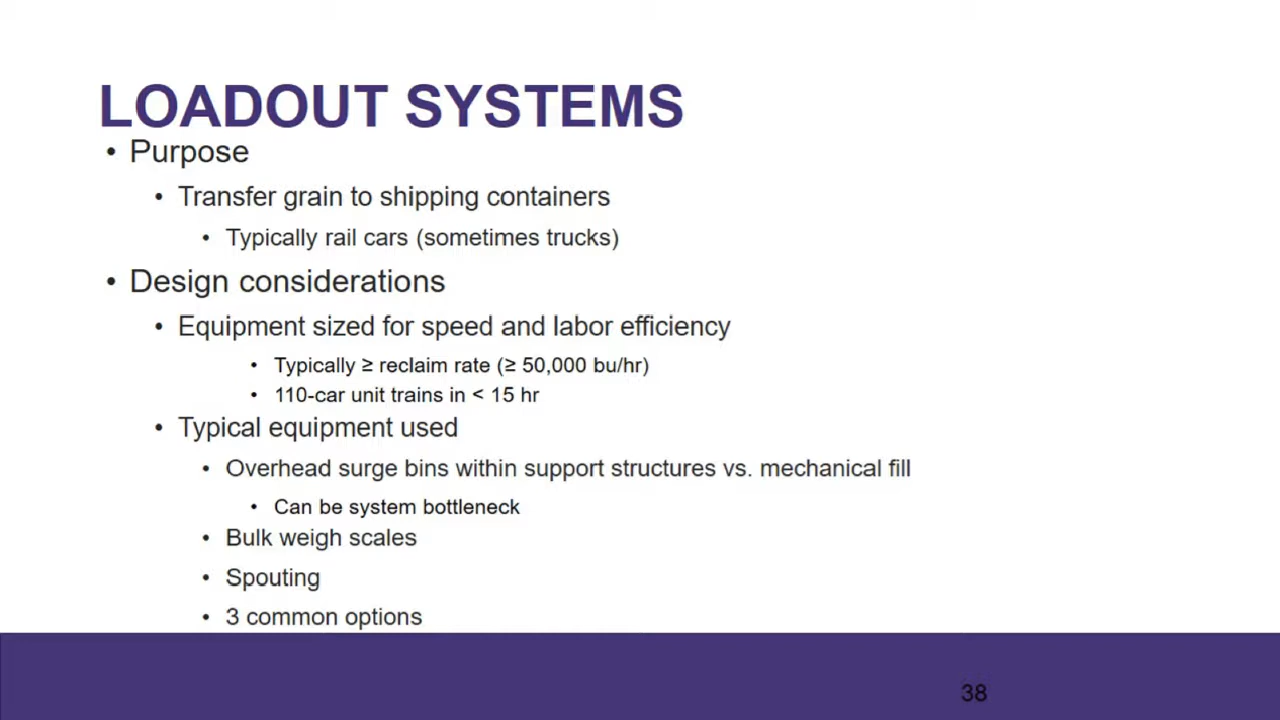 LOADOUT SYSTEMS
• Purpose
• Transfer grain to shipping containers
• Typically rail cars (sometimes trucks)
• Design considerations
• Equipment sized for speed and labor efficiency
• Typically ≥ reclaim rate (≥ 50,000 bu/hr)
• 110-car unit trains in < 15 hr
• Typical equipment used
• Overhead surge bins within support structures vs. mechanical fill
• Can be system bottleneck
• Bulk weigh scales
• Spouting
• 3 common options
38